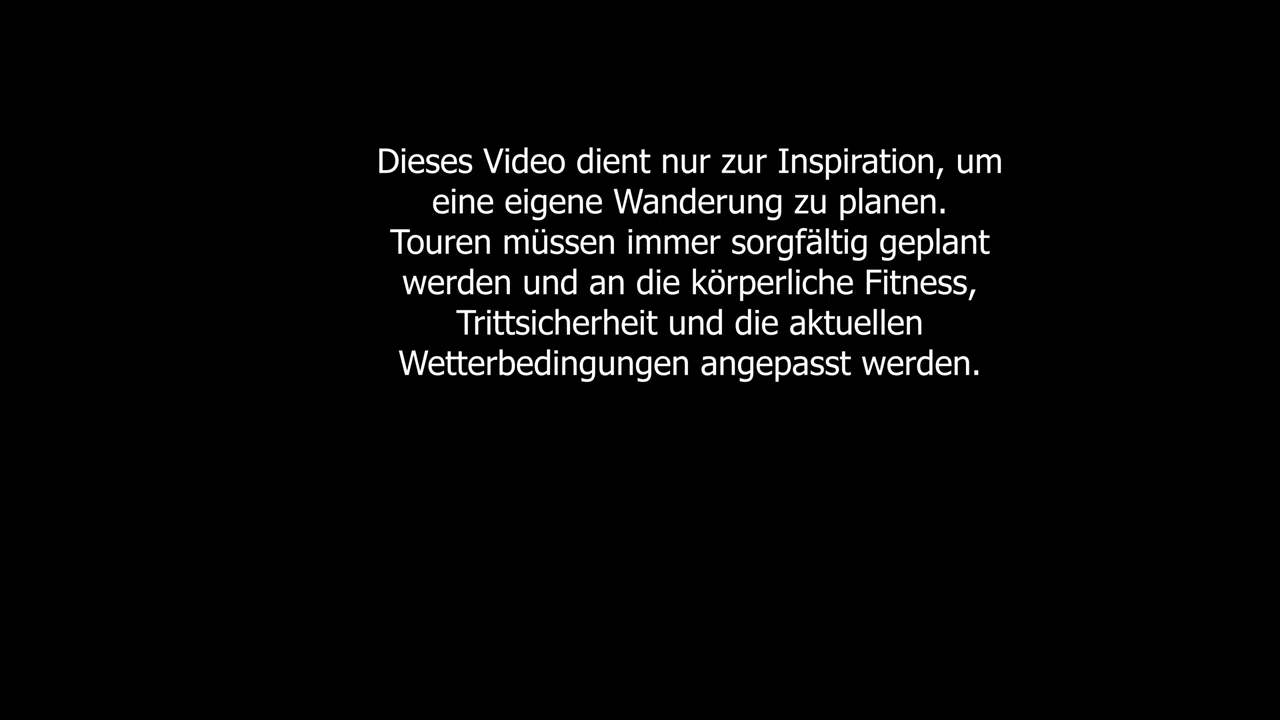 Dieses Video dient nur zur Inspiration, um
eine eigene Wanderung zu planen.
Touren müssen immer sorgfältig geplant
werden und an die körperliche Fitness,
Trittsicherheit und die aktuellen
Wetterbedingungen angepasst werden.